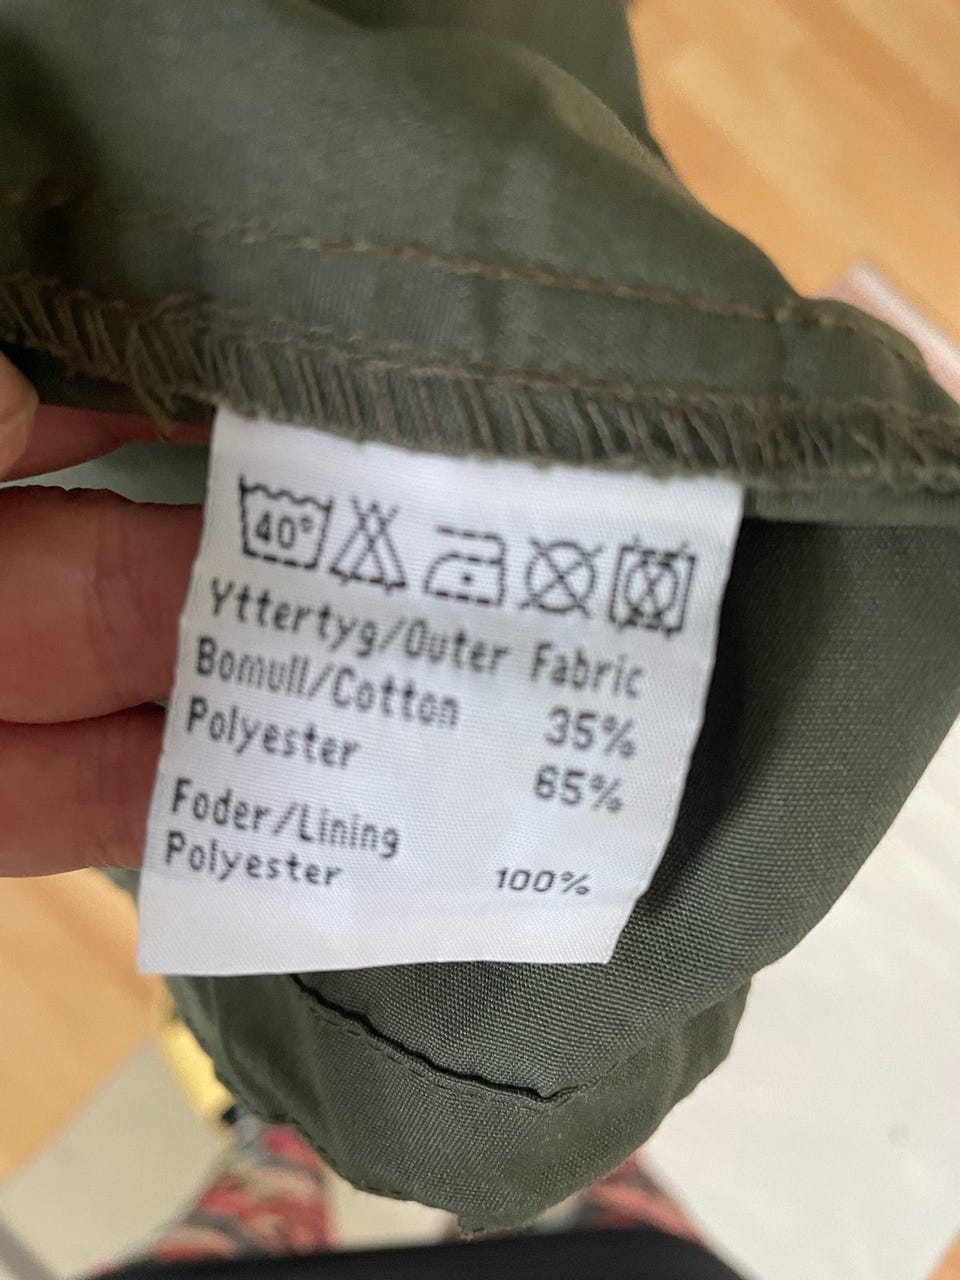 40°
Yttertyg/Outer Fabric
Bomull/Cotton 35%
Polyester 65%
Foder/Lining
Polyester 100%